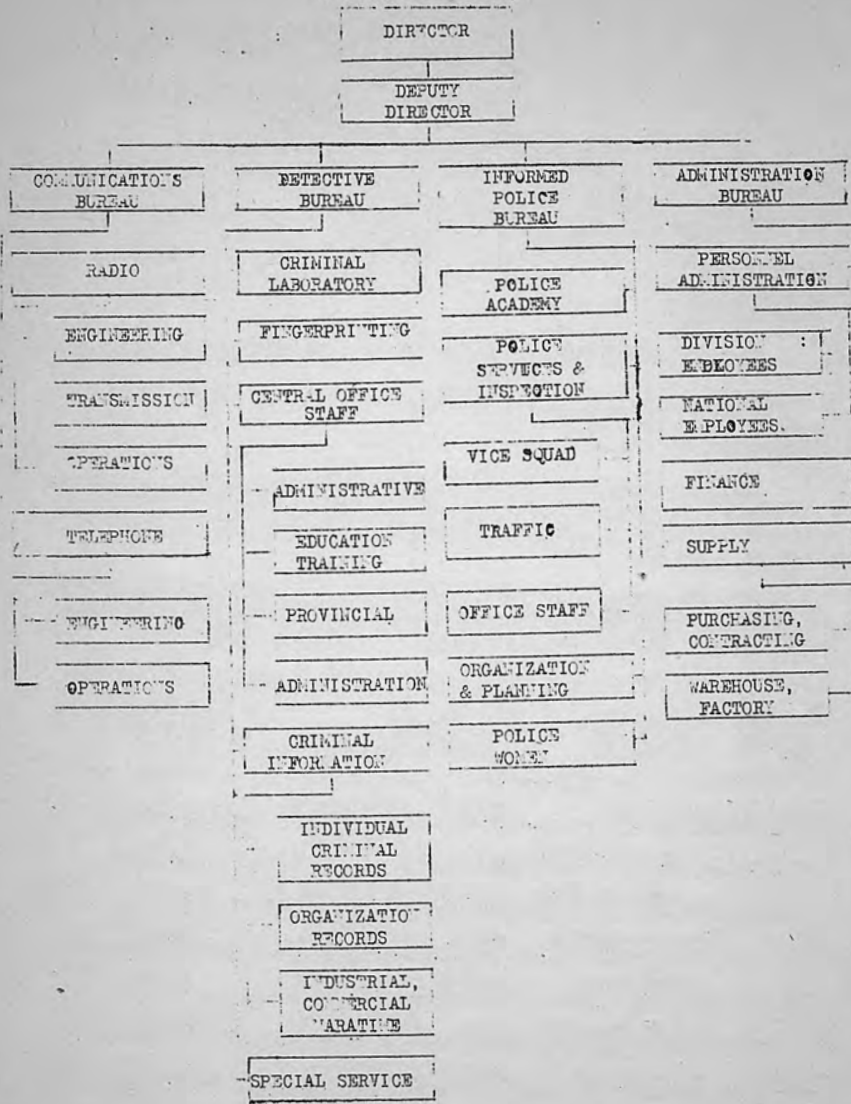 DIRECTOR
DEPUTY
DIRECTOR
COMMUNICATIONS
BUREAU
RADIO
ENGINEERING
TRANSMISSION
OPERATIONS
TELEPHONE
ENGINEERING
OPERATIONS
DETECTIVE
BUREAU
CRIMINAL
LABORATORY
FINGERPRINTING
CENTRAL OFFICE
STAFF
ADMINISTRATIVE
EDUCATION
TRAINING
PROVINCIAL
ADMINISTRATION
CRIMINAL
INFORMATION
INDIVIDUAL
CRIMINAL
RECORDS
ORGANIZATION
RECORDS
INDUSTRIAL,
COMMERCIAL
SPECIAL SERVICE
INFORMED
POLICE
BUREAU
POLICE
ACADEMY
POLICE
SERVICES &
INSPECTION
VICE SQUAD
TRAFFIC
OFFICE STAFF
ORGANIZATION
& PLANNING
POLICE
WOMEN
ADMINISTRATION
BUREAU
PERSONNEL
ADMINISTRATION
DIVISION :
EMBLOYEES
NATIONAL
EMPLOYEES.
FINANCE
SUPPLY
PURCHASING,
CONTRACTING
WAREHOUSE,
FACTORY